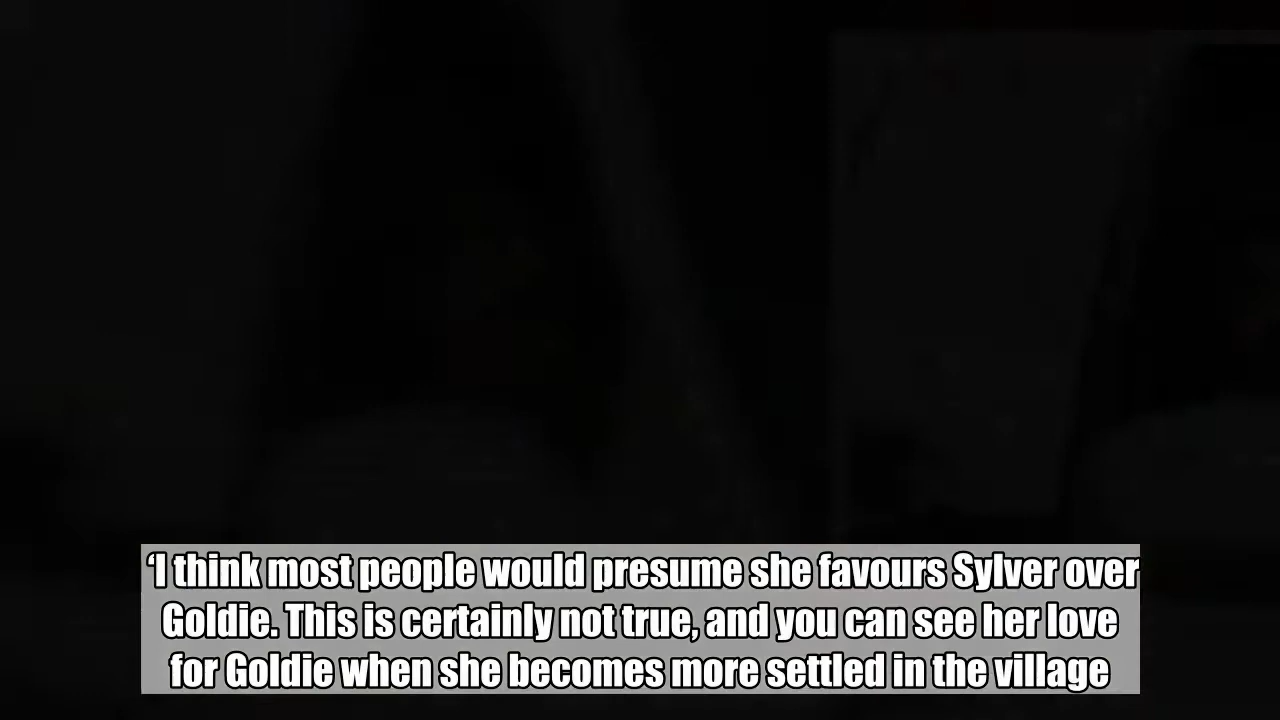 ‘I think most people would presume she favours Sylver over
Goldie. This is certainly not true, and you can see her love
for Goldie when she becomes more settled in the village